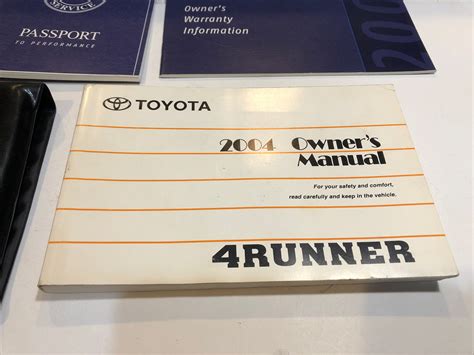 SERVICE
PASSPORT
TO PERFORMANCE
Owner's
Warranty
Information
200
TOYOTA
2004 Owner's
Manual
For your safety and comfort,
read carefully and keep in the vehicle.
4RUNNER